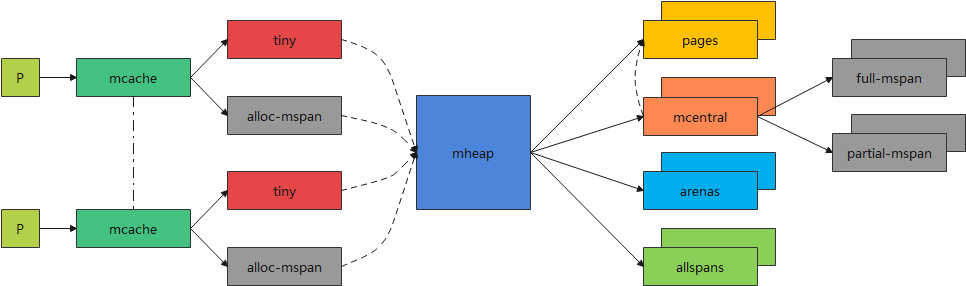 P
mcache
tiny
alloc-mspan
P
mcache
tiny
alloc-mspan
mheap
pages
mcentral
full-mspan
partial-mspan
arenas
allspans